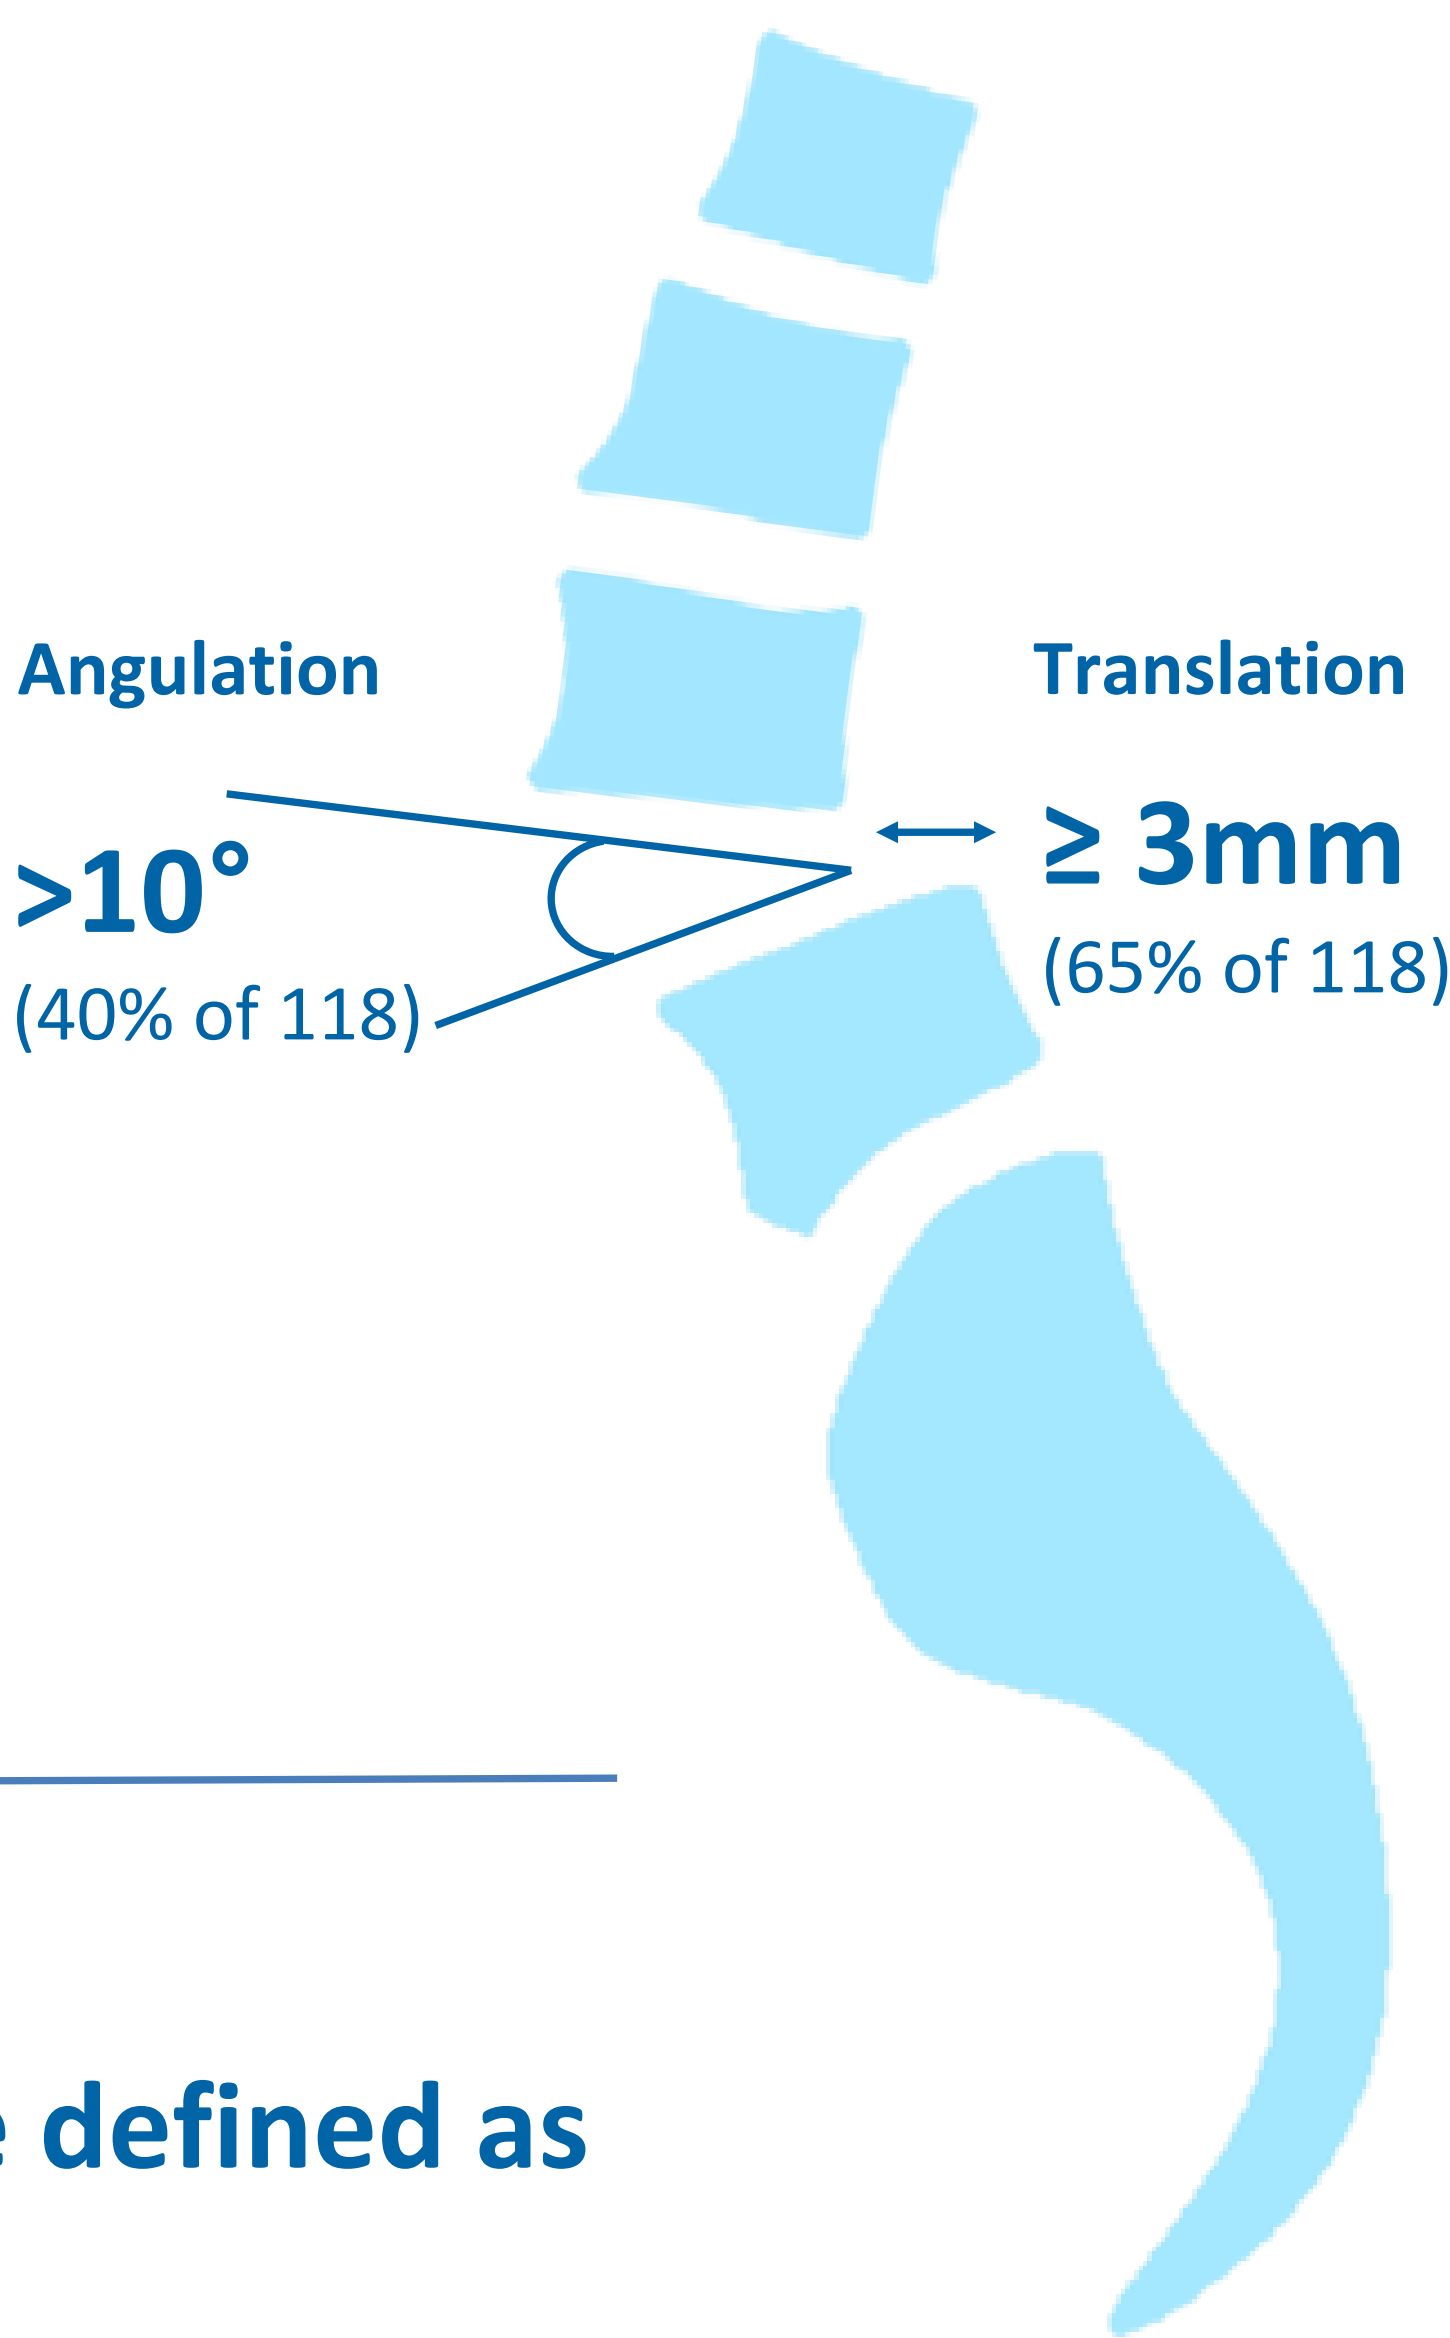 Angulation
>10°
(40% of 118)
Translation
≥ 3mm
(65% of 118)
defined as